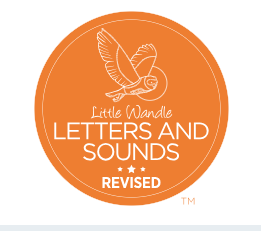 Little Wandle
LETTERS AND
SOUNDS
REVISED
TM